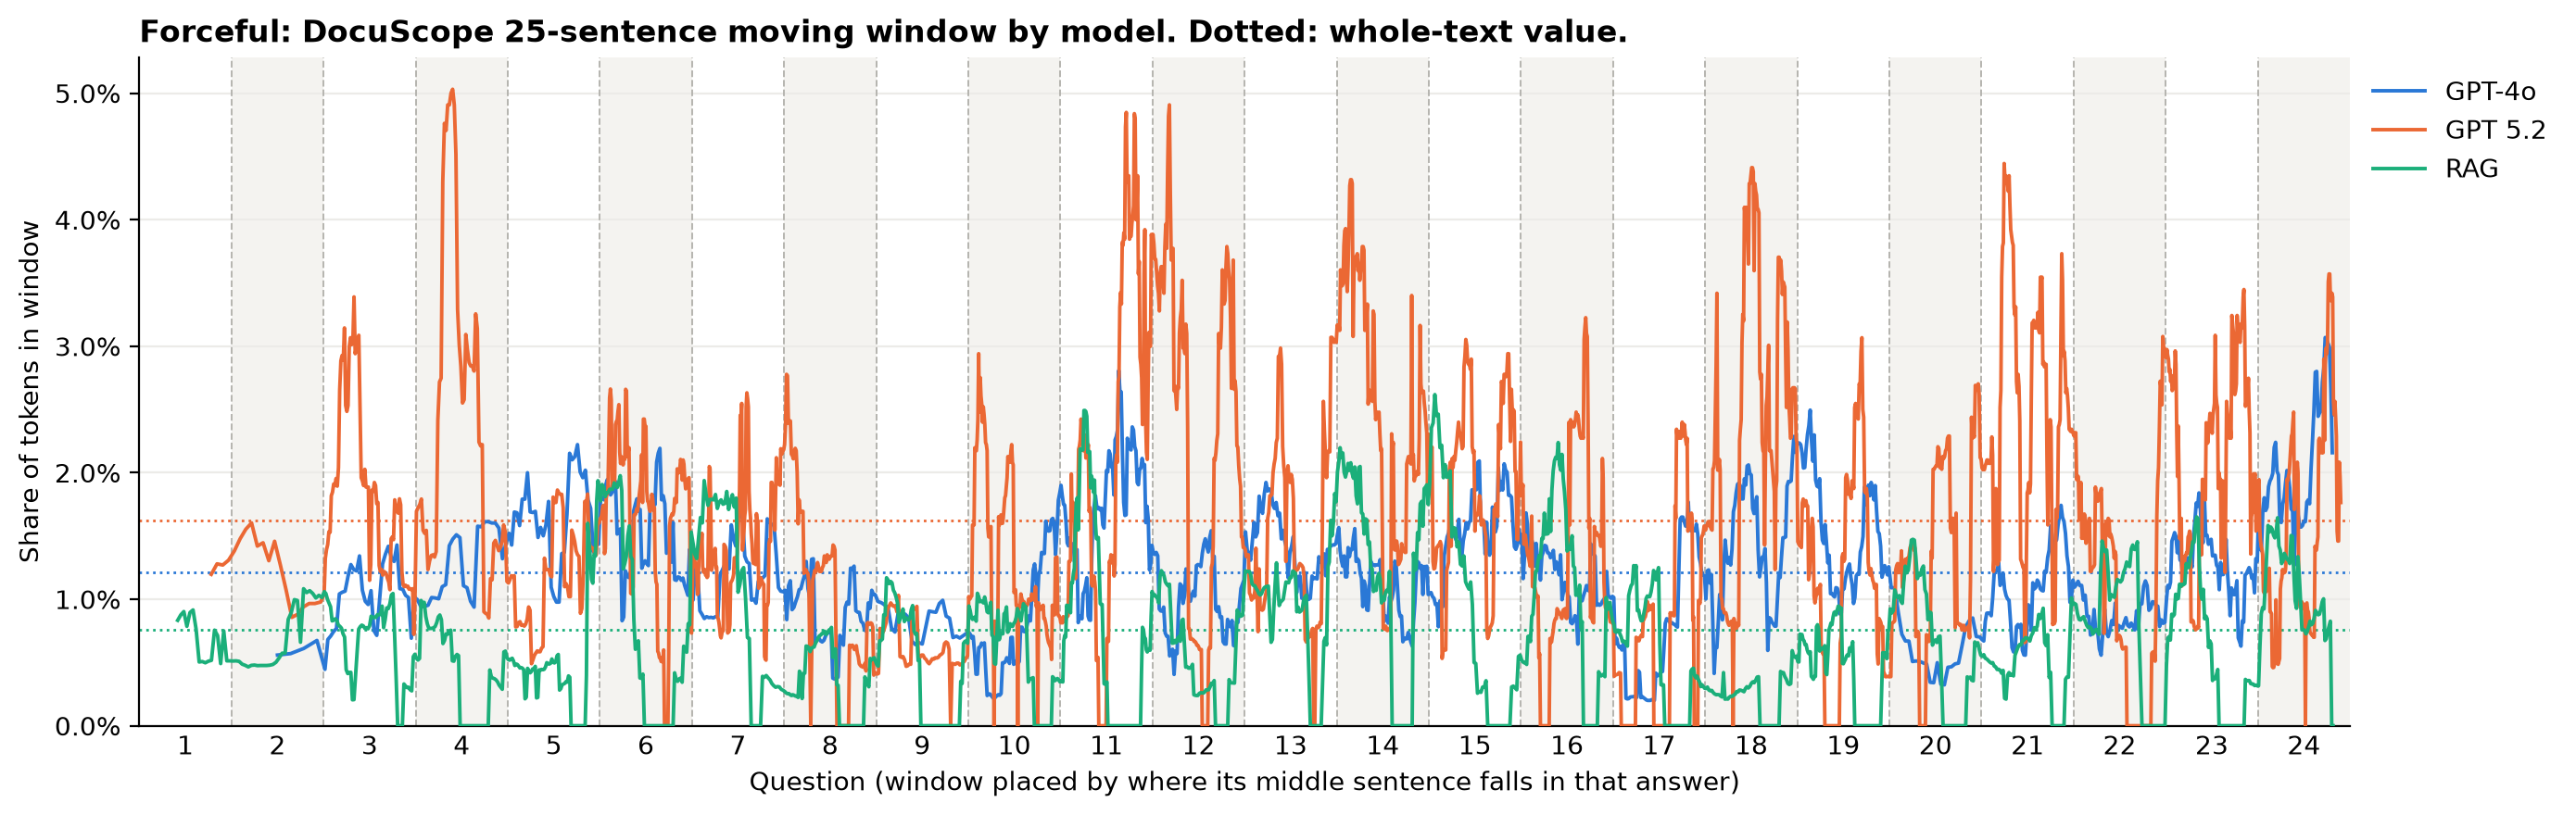 Forceful: DocuScope 25-sentence moving window by model. Dotted: whole-text value.
GPT-4o
GPT 5.2
RAG
Share of tokens in window
5.0%
4.0%
3.0%
2.0%
1.0%
0.0%
1 2 3 4 5 6 7 8 9 10 11 12 13 14 15 16 17 18 19 20 21 22 23 24
Question (window placed by where its middle sentence falls in that answer)